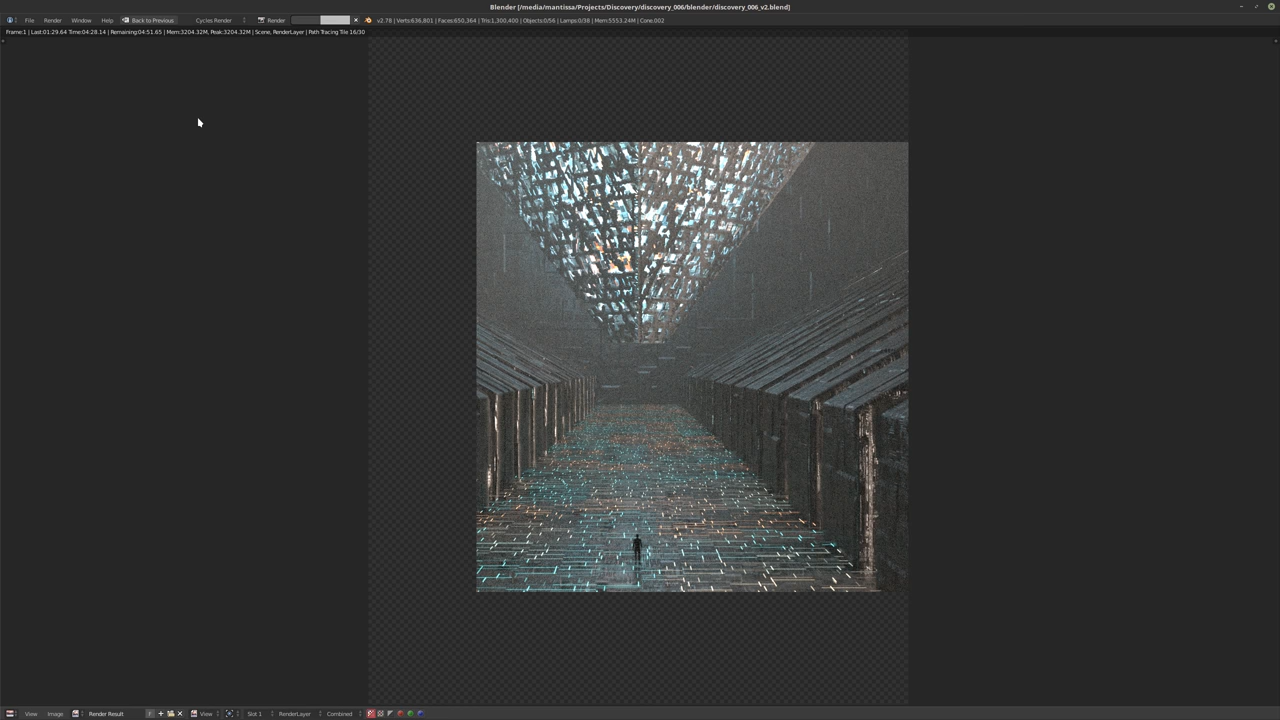 Blender [/media/mantissa/Projects/Discovery/discovery_006/blender/discovery_006_v2.blend]
File Render Window Help Back to Previous Cycles Render Render v2.78 | Verts:636,801 | Faces:650,364 | Tris:1,300,400 | Objects:0/56 | Lamps:0/38 | Mem:5553.24M | Cone.002
Frame:1 | Last:01:29.64 Time:04:28.14 | Remaining:04:51.65 | Mem:3204.32M, Peak:3204.32M | Scene, RenderLayer | Path Tracing Tile 16/30
View Image Render Result F View Slot 1 RenderLayer Combined